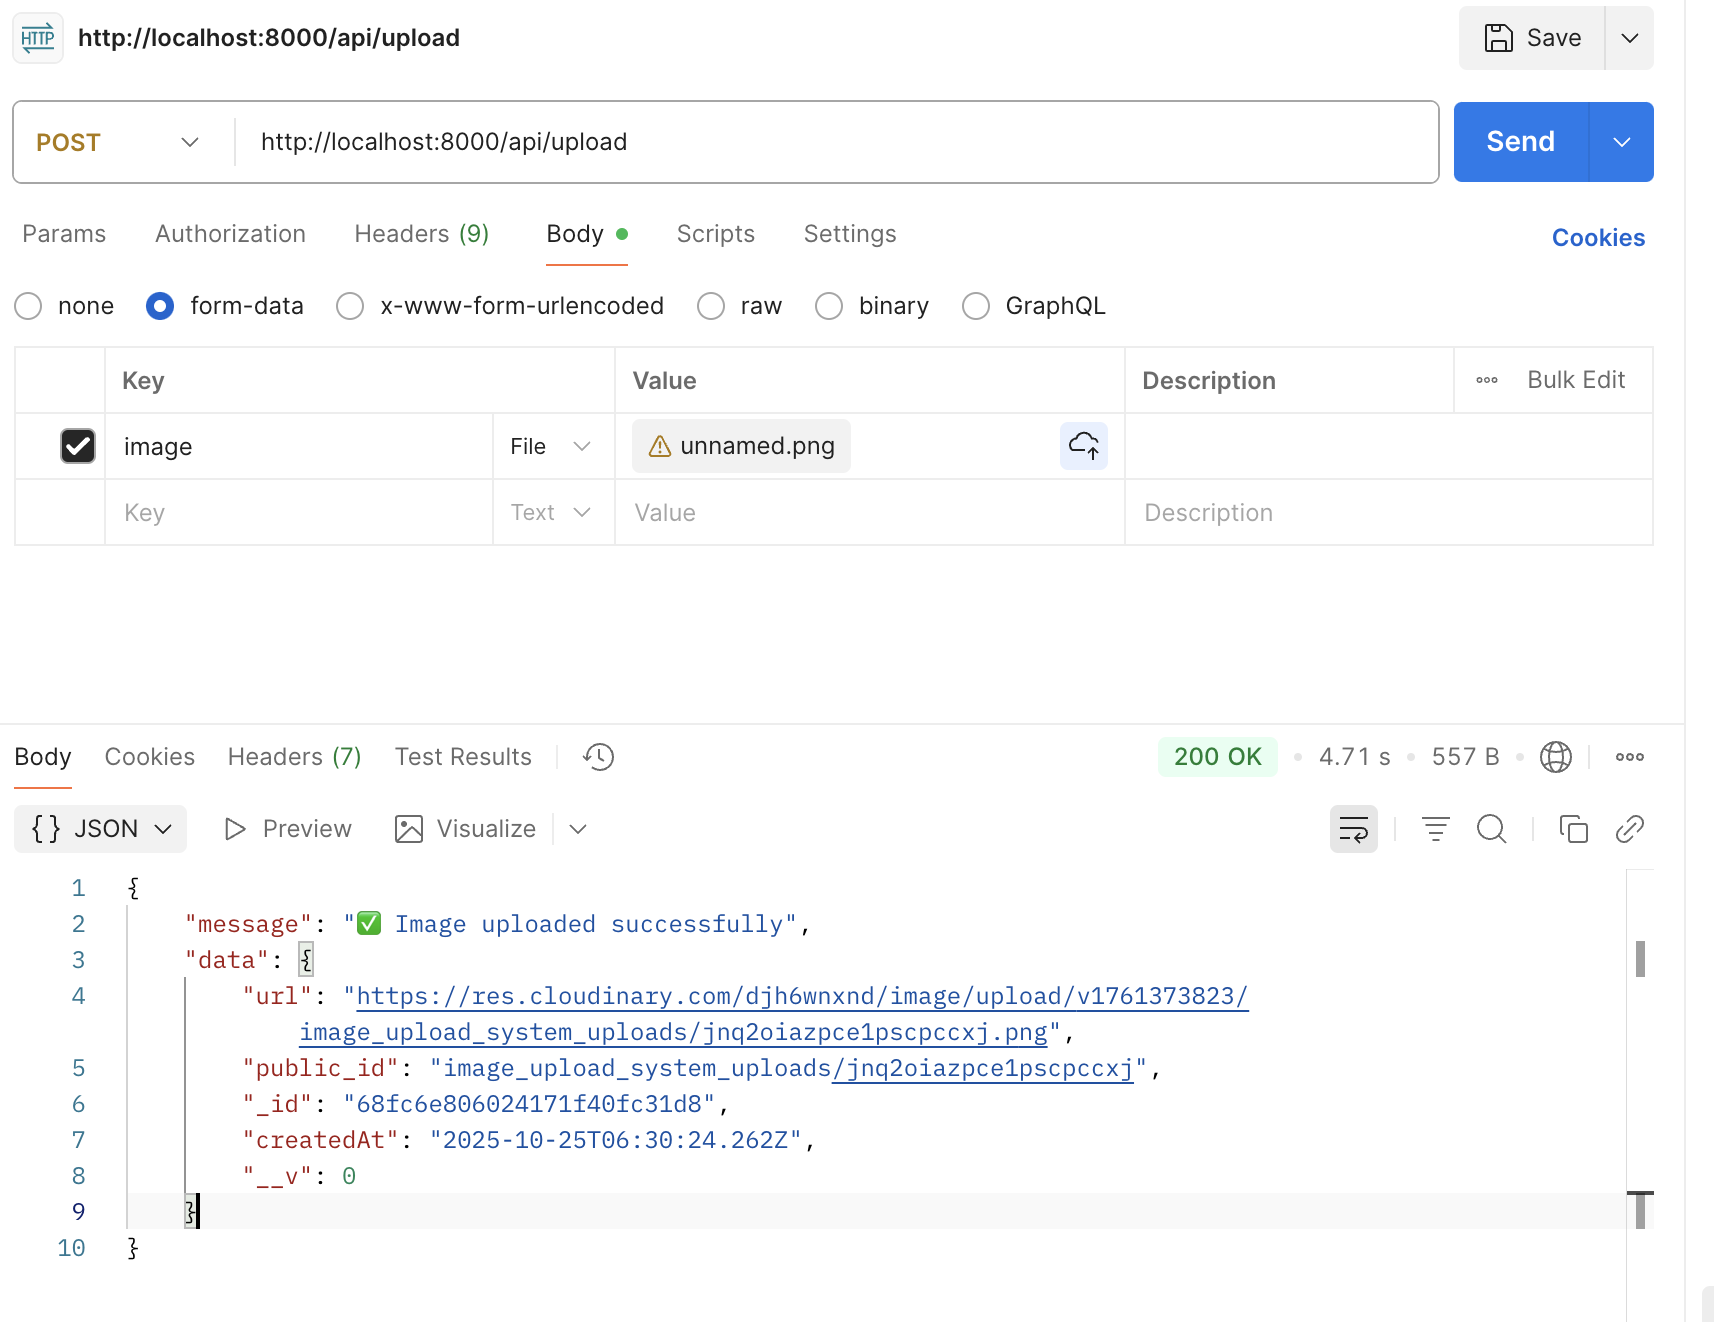 HTTP http://localhost:8000/api/upload Save
POST http://localhost:8000/api/upload Send
Params Authorization Headers (9) Body Scripts Settings Cookies
none form-data x-www-form-urlencoded raw binary GraphQL
Key Value Description Bulk Edit
image File unnamed.png
Key Text Value Description
Body Cookies Headers (7) Test Results 200 OK 4.71 s 557 B
{ } JSON Preview Visualize
1 {
2 "message": "✅ Image uploaded successfully",
3 "data": {
4 "url": "https://res.cloudinary.com/djh6wnxnd/image/upload/v1761373823/
image_upload_system_uploads/jnq2oiazpce1pscpccxj.png",
5 "public_id": "image_upload_system_uploads/jnq2oiazpce1pscpccxj",
6 "_id": "68fc6e806024171f40fc31d8",
7 "createdAt": "2025-10-25T06:30:24.262Z",
8 "__v": 0
9 }
10 }